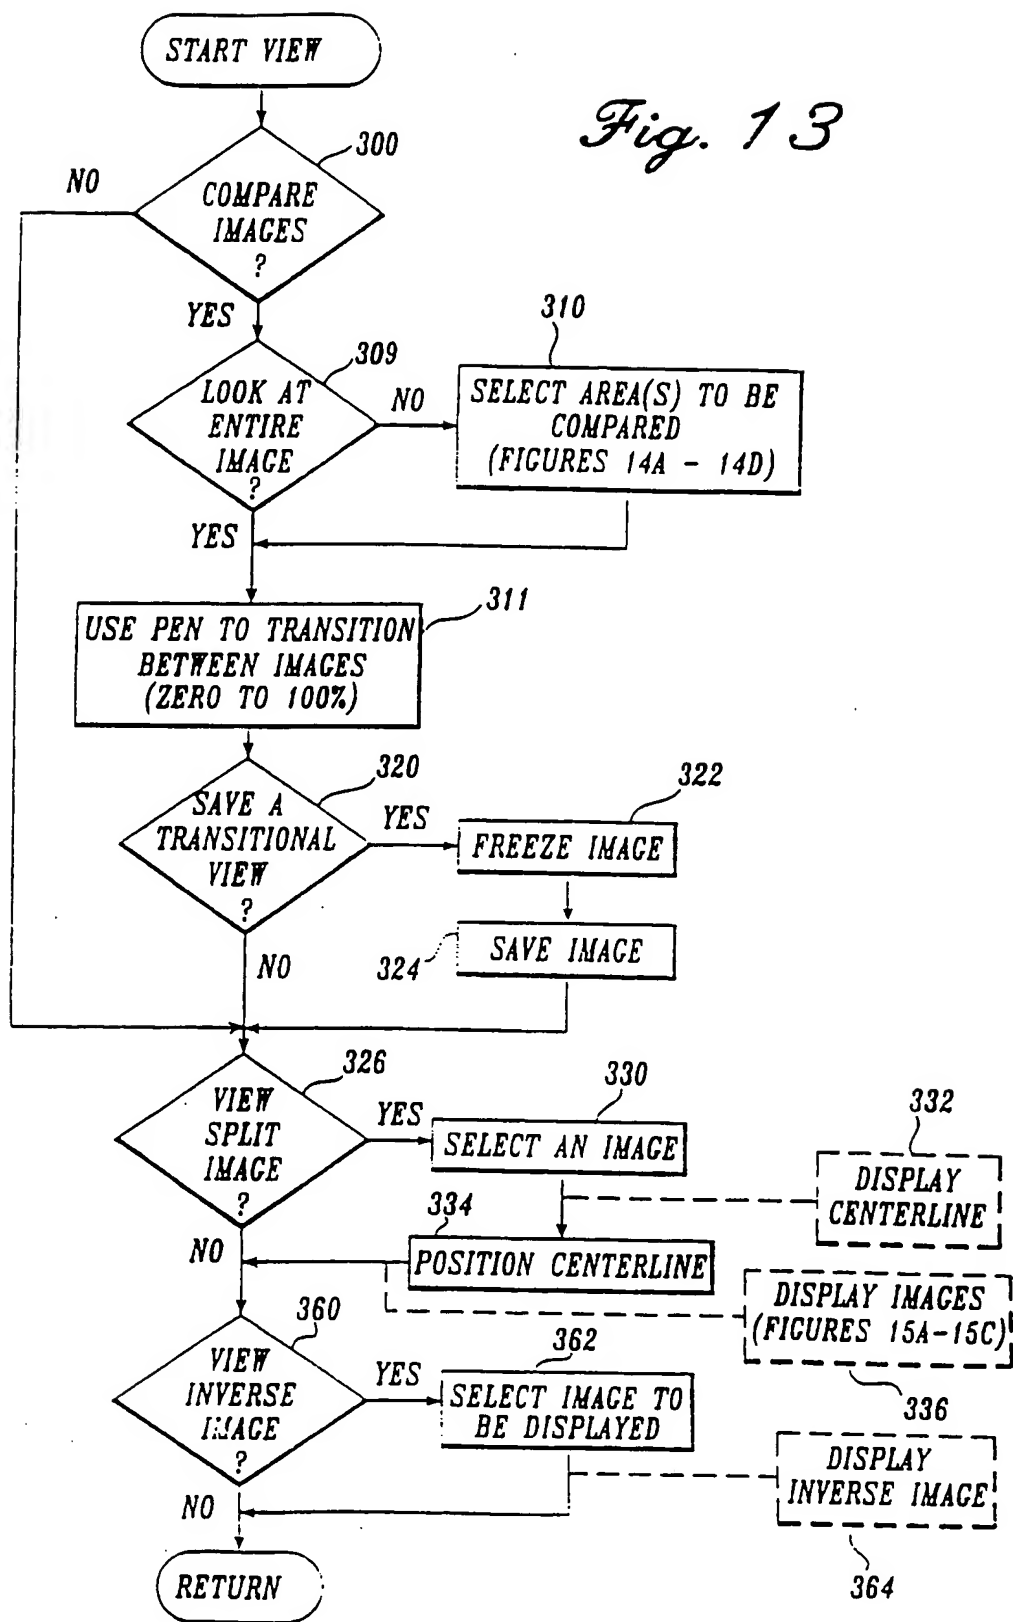 START VIEW
Fig. 13
300
NO
COMPARE
IMAGES
?
YES
310
309
LOOK AT
ENTIRE
IMAGE
?
NO
SELECT AREA(S) TO BE
COMPARED
(FIGURES 14A - 14D)
YES
311
USE PEN TO TRANSITION
BETWEEN IMAGES
(ZERO TO 100%)
320
322
SAVE A
TRANSITIONAL
VIEW
?
YES
FREEZE IMAGE
324
SAVE IMAGE
NO
326
330
332
VIEW
SPLIT
IMAGE
?
YES
SELECT AN IMAGE
DISPLAY
CENTERLINE
334
NO
POSITION CENTERLINE
DISPLAY IMAGES
(FIGURES 15A-15C)
336
360
362
VIEW
INVERSE
IMAGE
?
YES
SELECT IMAGE TO
BE DISPLAYED
DISPLAY
INVERSE IMAGE
364
NO
RETURN